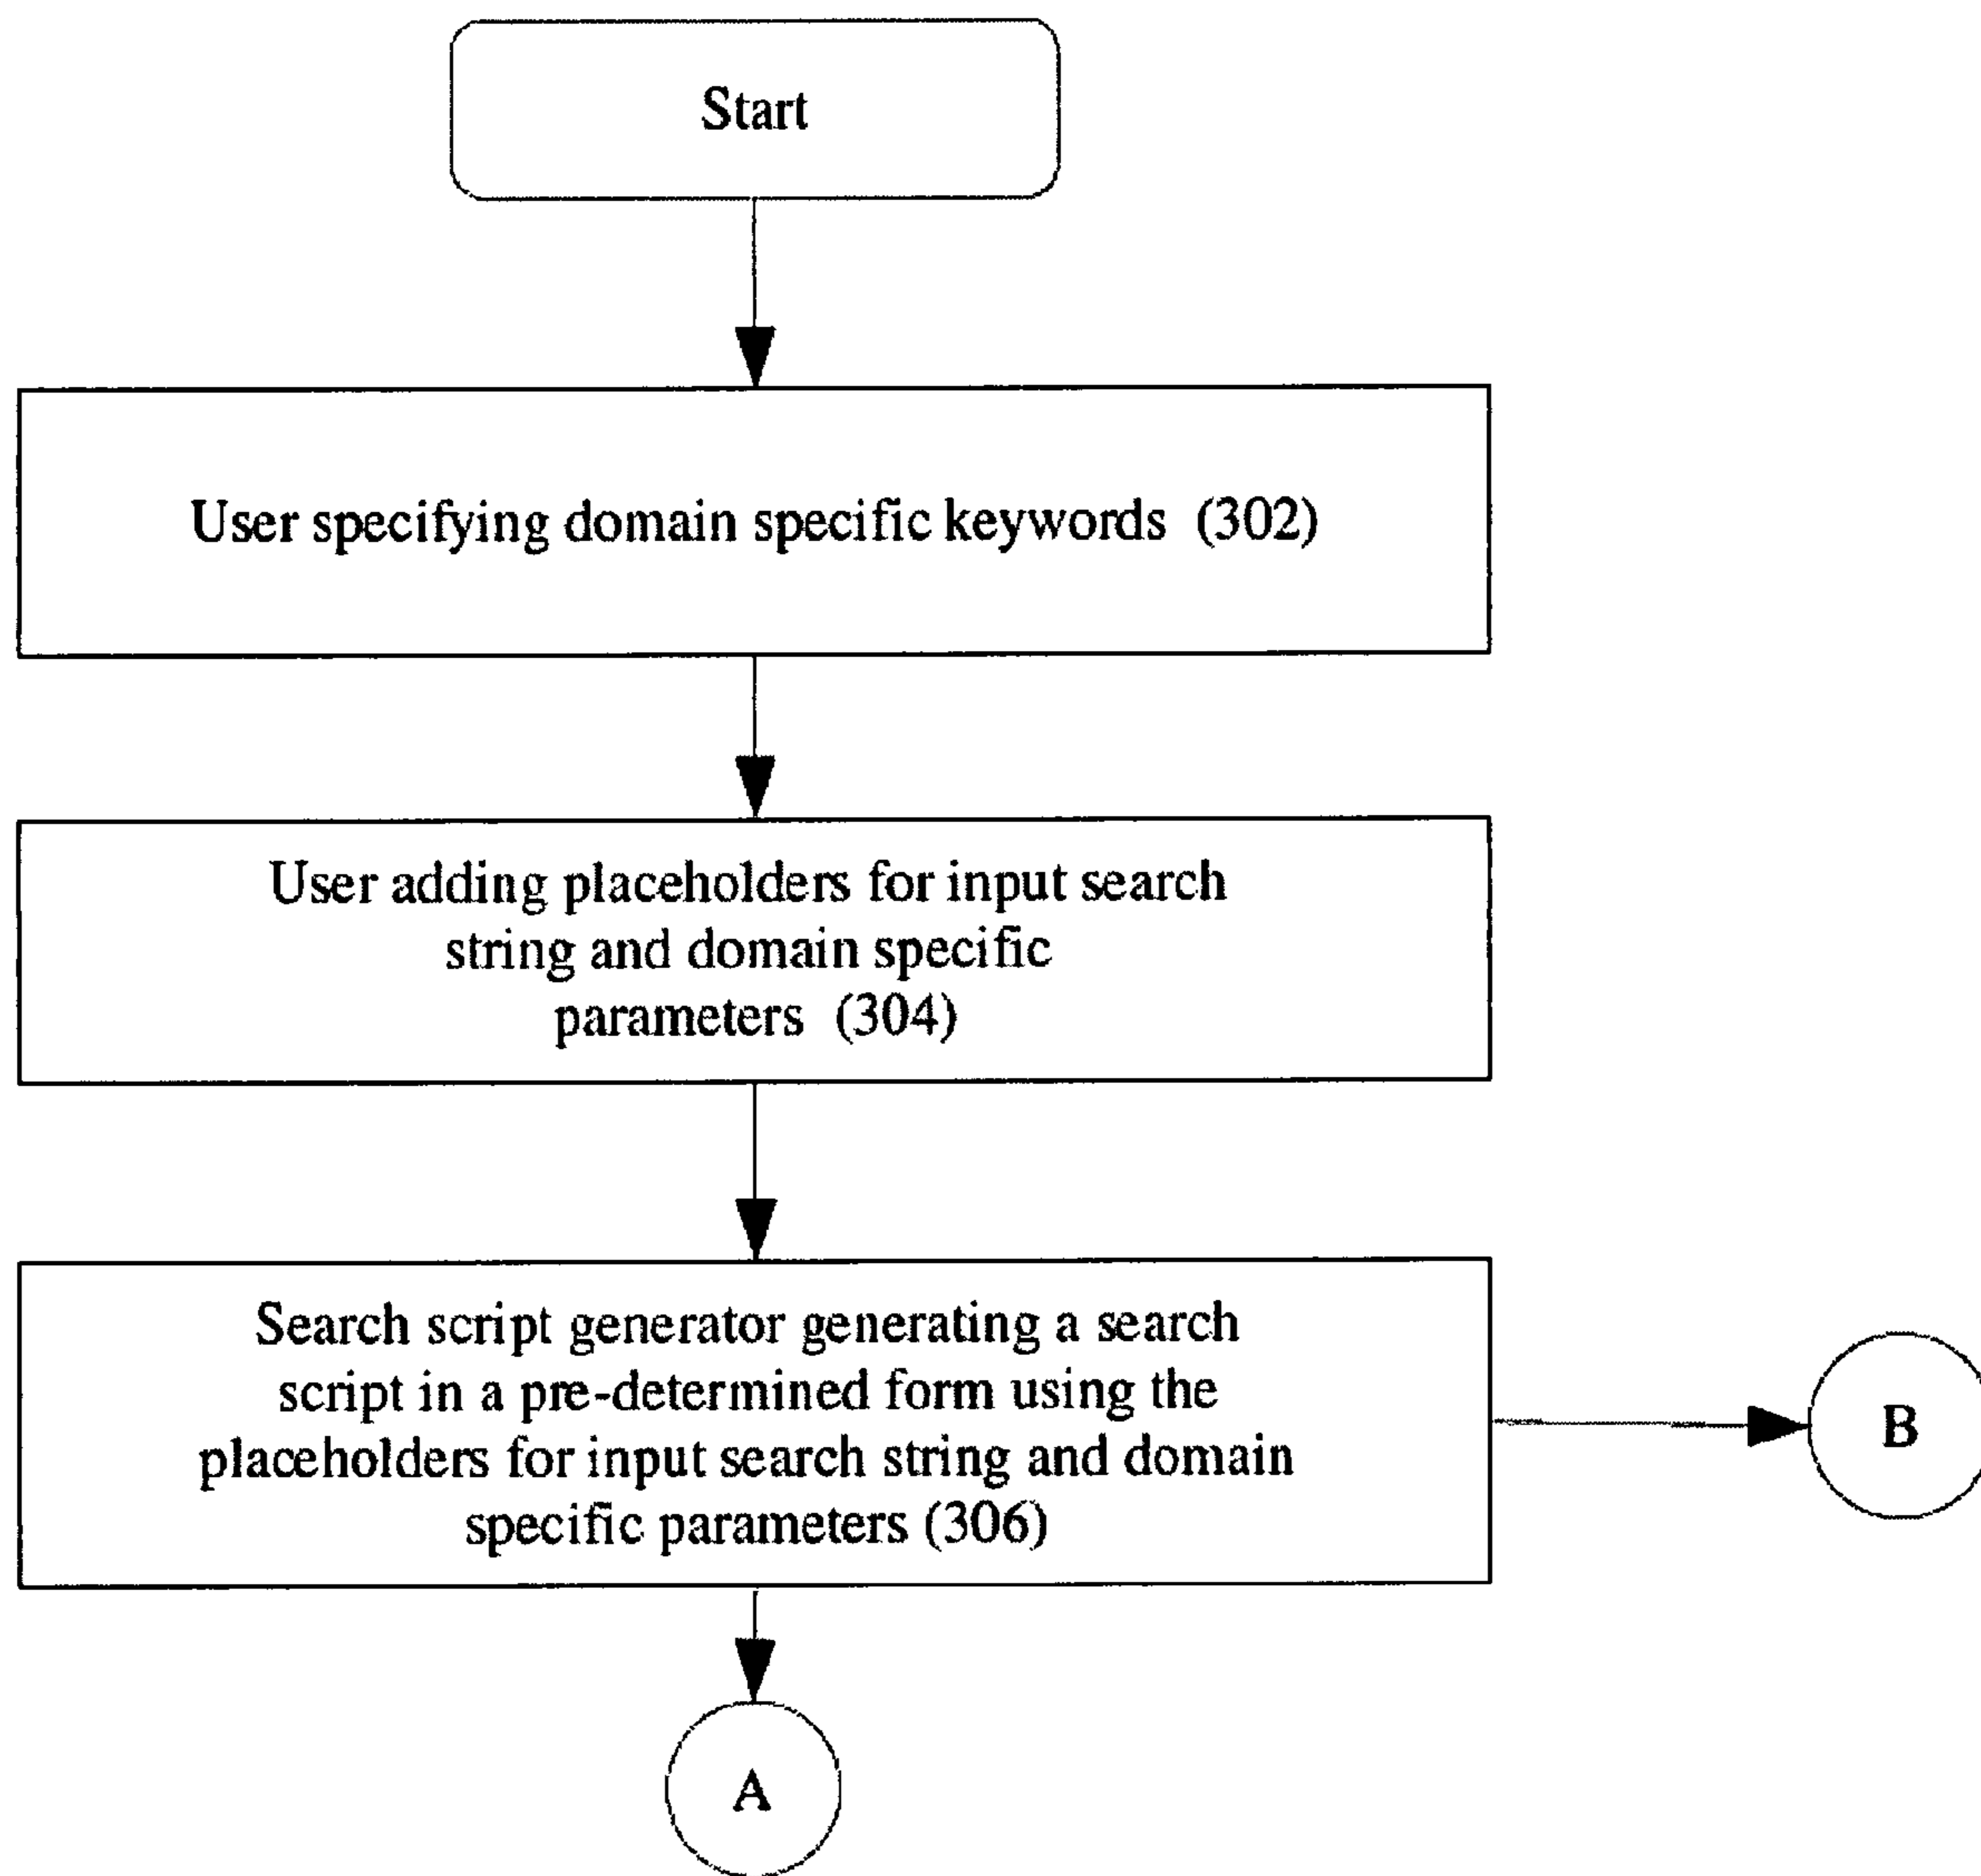 Start
User specifying domain specific keywords (302)
User adding placeholders for input search
string and domain specific
parameters (304)
Search script generator generating a search
script in a pre-determined form using the
placeholders for input search string and domain
specific parameters (306)
B
A